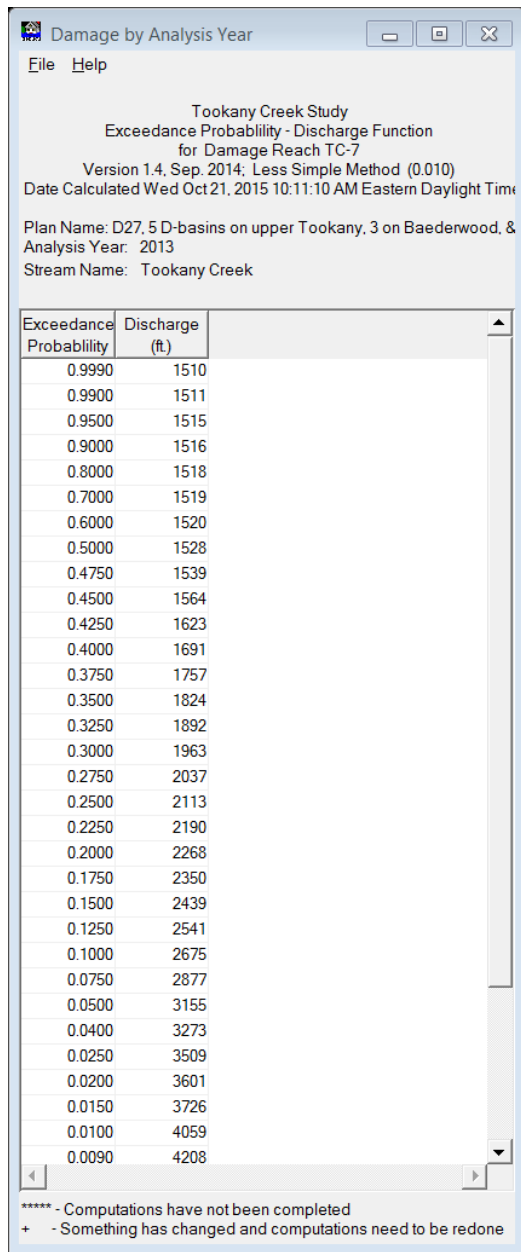 Damage by Analysis Year
File Help
Tookany Creek Study
Exceedance Probablility - Discharge Function
for Damage Reach TC-7
Version 1.4, Sep. 2014; Less Simple Method (0.010)
Date Calculated Wed Oct 21, 2015 10:11:10 AM Eastern Daylight Time
Plan Name: D27, 5 D-basins on upper Tookany, 3 on Baederwood, &
Analysis Year: 2013
Stream Name: Tookany Creek
Exceedance Discharge
Probablility (ft.)
0.9990 1510
0.9900 1511
0.9500 1515
0.9000 1516
0.8000 1518
0.7000 1519
0.6000 1520
0.5000 1528
0.4750 1539
0.4500 1564
0.4250 1623
0.4000 1691
0.3750 1757
0.3500 1824
0.3250 1892
0.3000 1963
0.2750 2037
0.2500 2113
0.2250 2190
0.2000 2268
0.1750 2350
0.1500 2439
0.1250 2541
0.1000 2675
0.0750 2877
0.0500 3155
0.0400 3273
0.0250 3509
0.0200 3601
0.0150 3726
0.0100 4059
0.0090 4208
***** - Computations have not been completed
+ - Something has changed and computations need to be redone